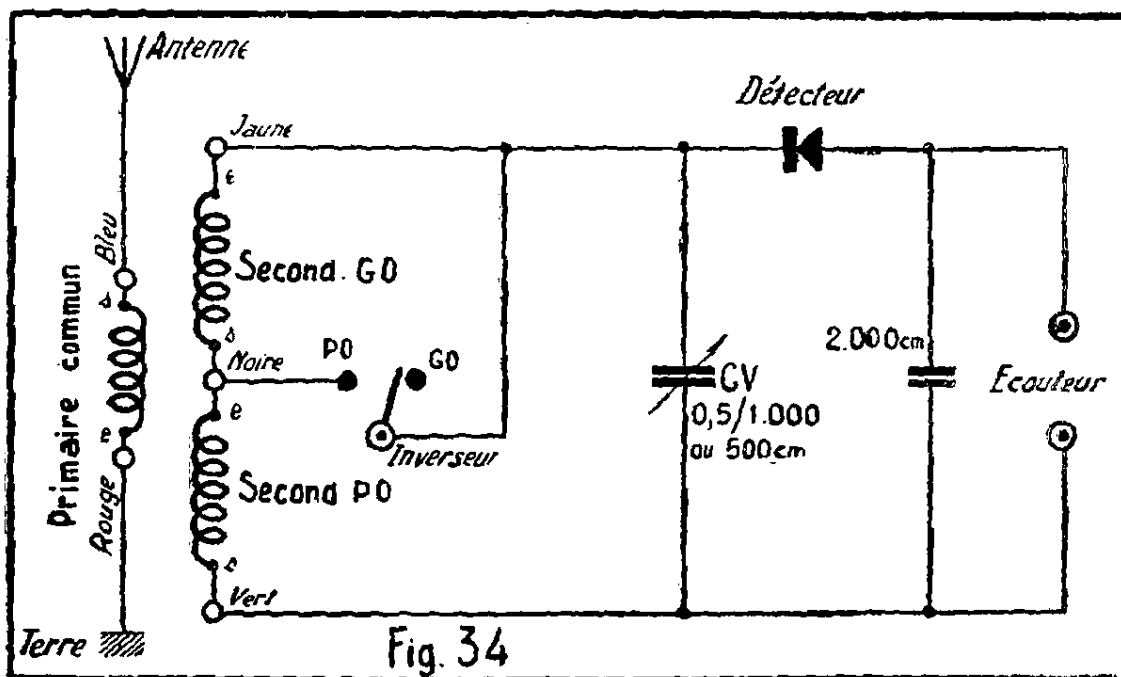 Antenne
Détecteur
Jaune
Bleu
Second. GO
Primaire commun
Noire
PO
GO
2.000cm
CV
0,5/1.000
ou 500cm
Ecouteur
e
Inverseur
Second PO
Rouge
Vert
Terre
Fig. 34